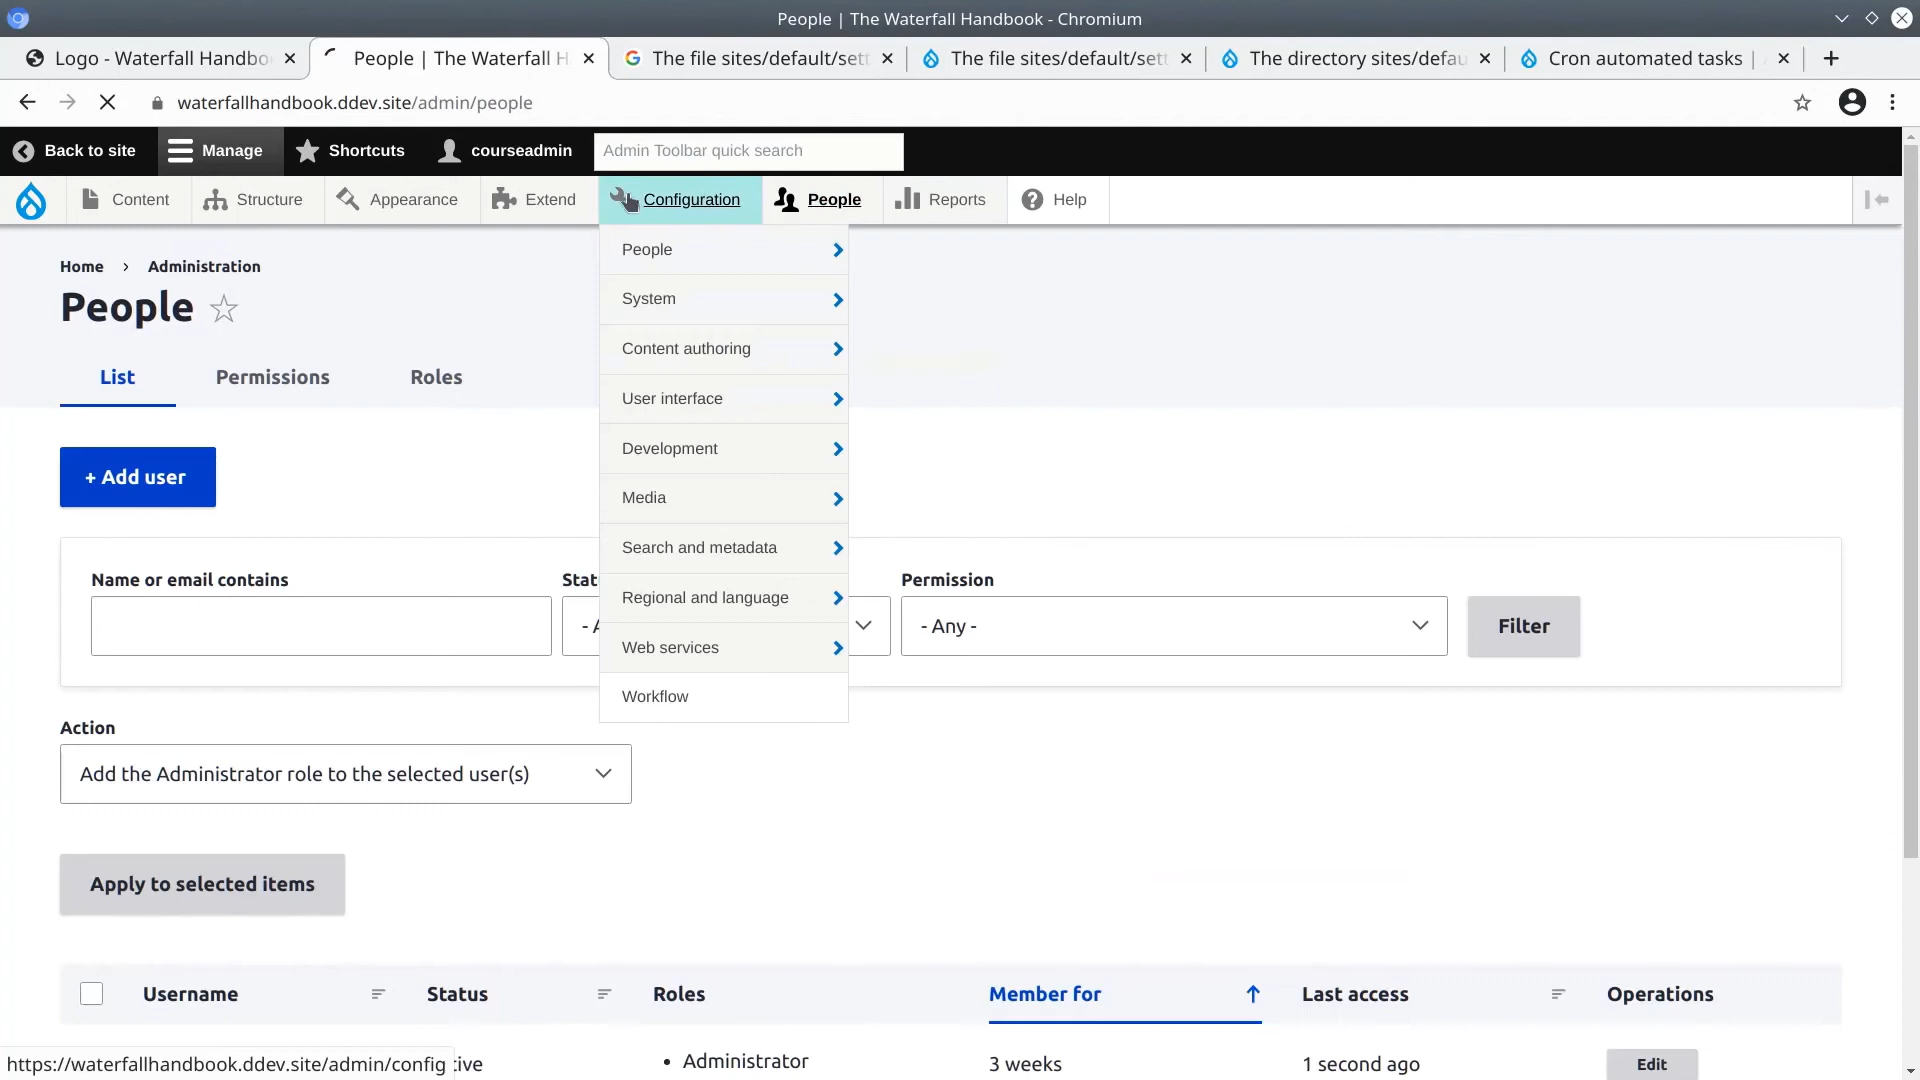 People | The Waterfall Handbook - Chromium
Logo - Waterfall Handbo
People | The Waterfall H
The file sites/default/sett
The file sites/default/sett
The directory sites/defau
Cron automated tasks |
waterfallhandbook.ddev.site/admin/people
Back to site
Manage
Shortcuts
courseadmin
Admin Toolbar quick search
Content
Structure
Appearance
Extend
Configuration
People
Reports
Help
People
System
Content authoring
User interface
Development
Media
Search and metadata
Regional and language
Web services
Workflow
Home › Administration
People
List
Permissions
Roles
+ Add user
Name or email contains
Stat
- A
Permission
- Any -
Filter
Action
Add the Administrator role to the selected user(s)
Apply to selected items
Username
Status
Roles
Member for
Last access
Operations
https://waterfallhandbook.ddev.site/admin/config
tive
• Administrator
3 weeks
1 second ago
Edit